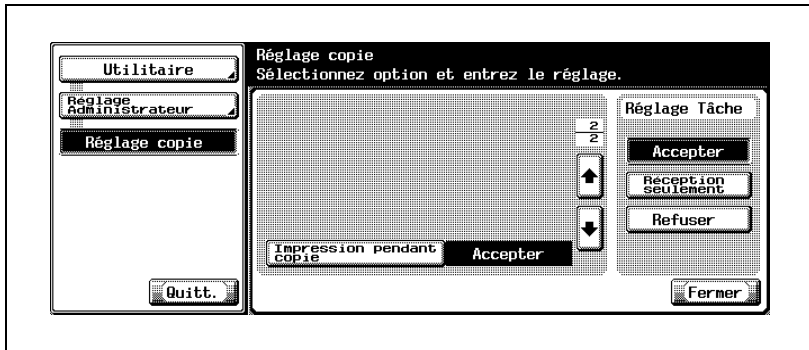 Utilitaire
Réglage
Administrateur
Réglage copie
Quitt.
Réglage copie
Sélectionnez option et entrez le réglage.
2
2
Impression pendant
copie
Accepter
Réglage Tâche
Accepter
Réception
seulement
Refuser
Fermer